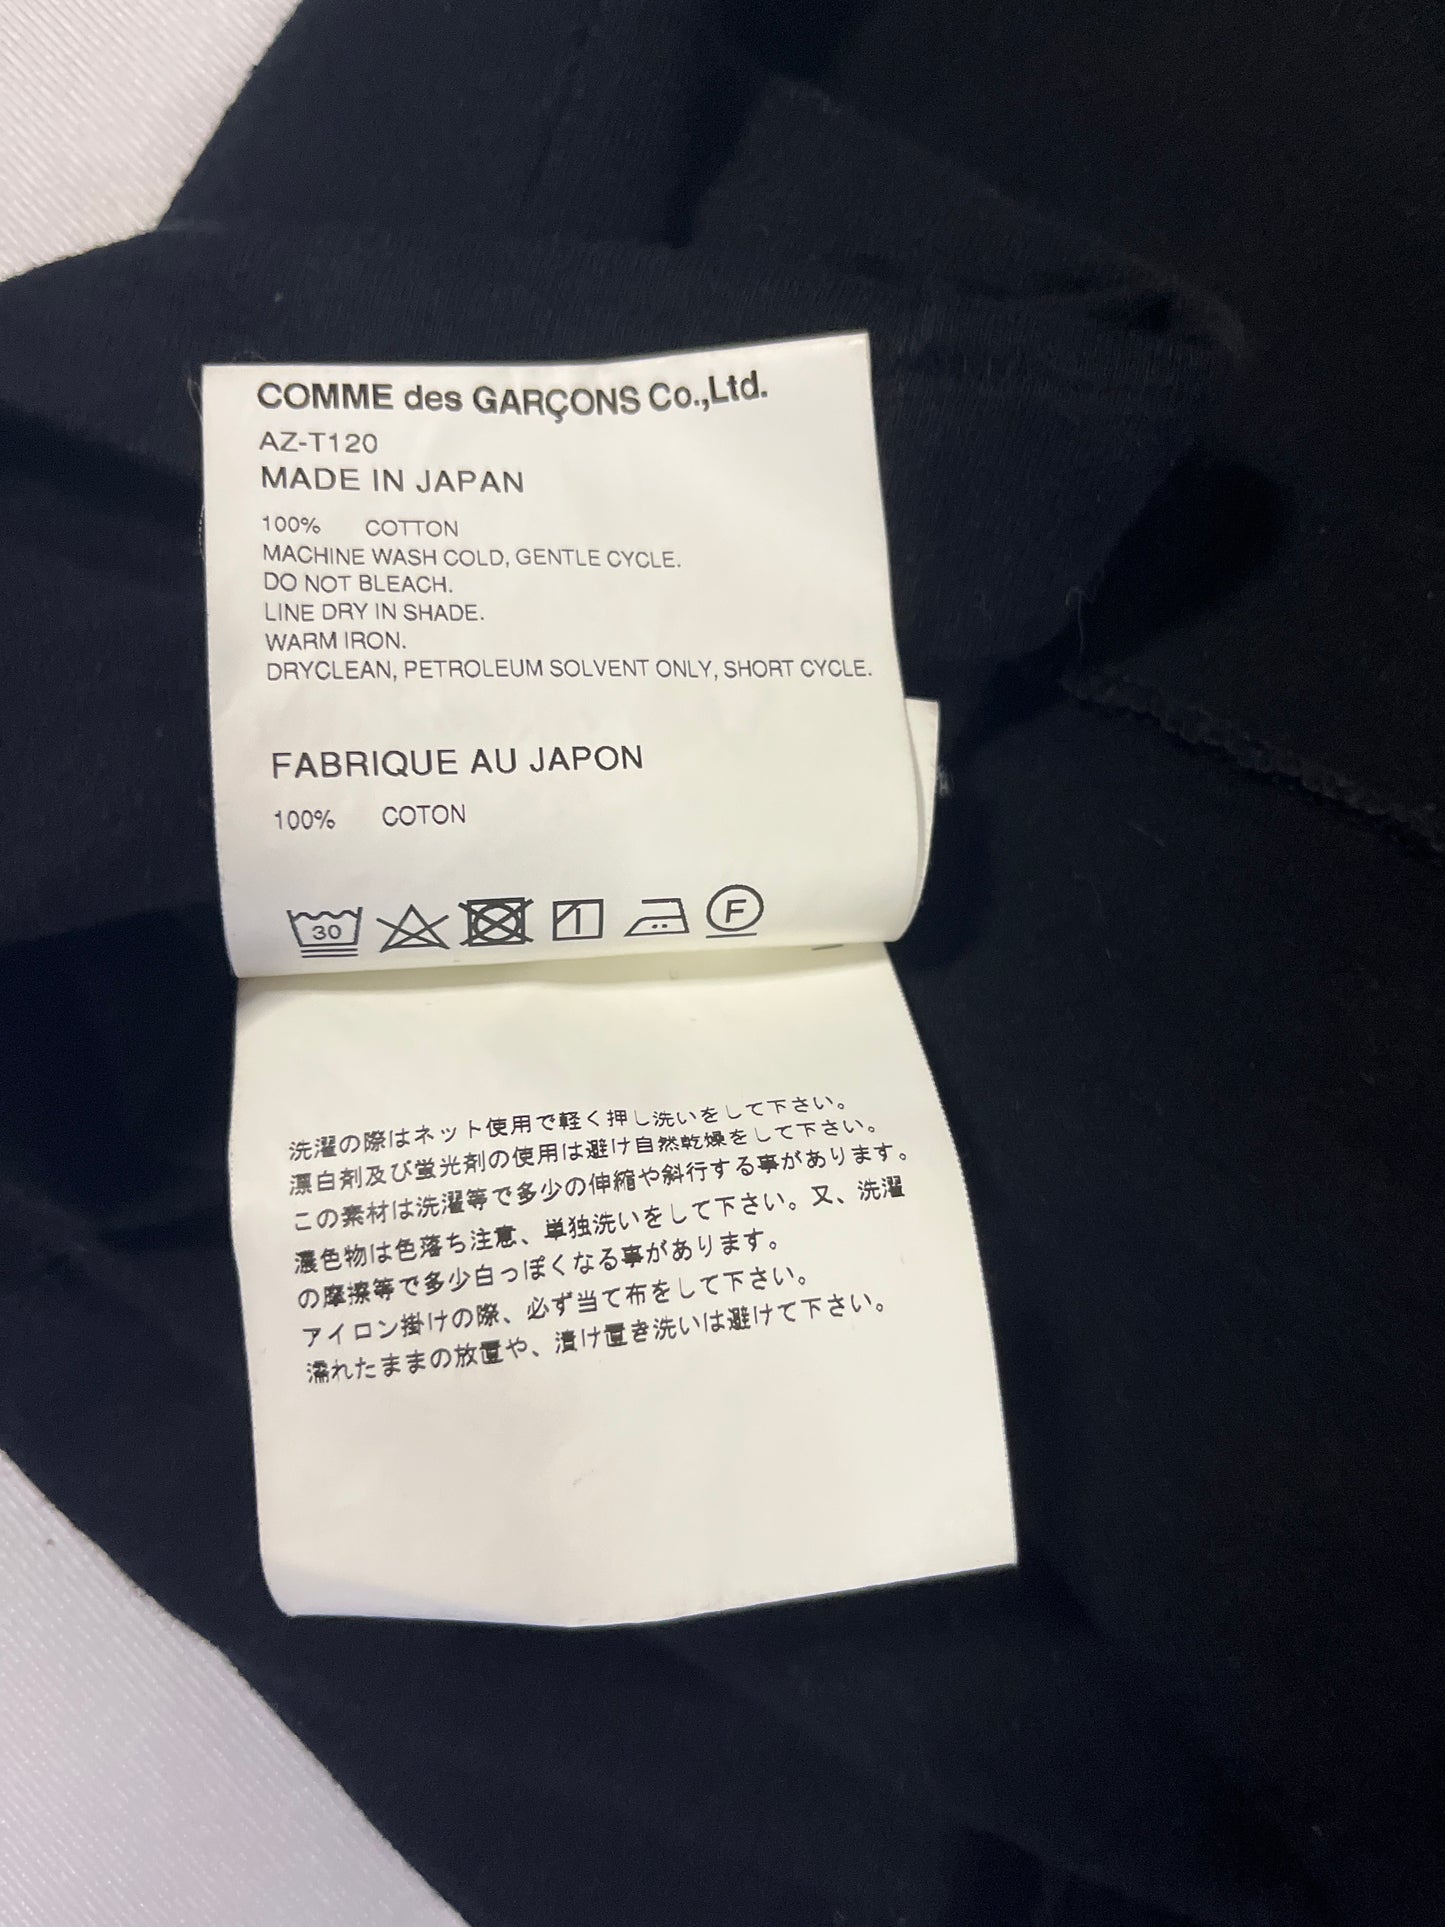 COMME des GARÇONS Co.,Ltd.
AZ-T120
MADE IN JAPAN
100% COTTON
MACHINE WASH COLD, GENTLE CYCLE.
DO NOT BLEACH.
LINE DRY IN SHADE.
WARM IRON.
DRYCLEAN, PETROLEUM SOLVENT ONLY, SHORT CYCLE.
FABRIQUE AU JAPON
100% COTON
30
F
洗濯の際はネット使用で軽く押し洗いをして下さい。
漂白剤及び蛍光剤の使用は避け自然乾燥をして下さい。
この素材は洗濯等で多少の伸縮や斜行する事があります。
濃色物は色落ち注意、単独洗いをして下さい。又、洗濯
の摩擦等で多少白っぽくなる事があります。
アイロン掛けの際、必ず当て布をして下さい。
濡れたままの放置や、漬け置き洗いは避けて下さい。